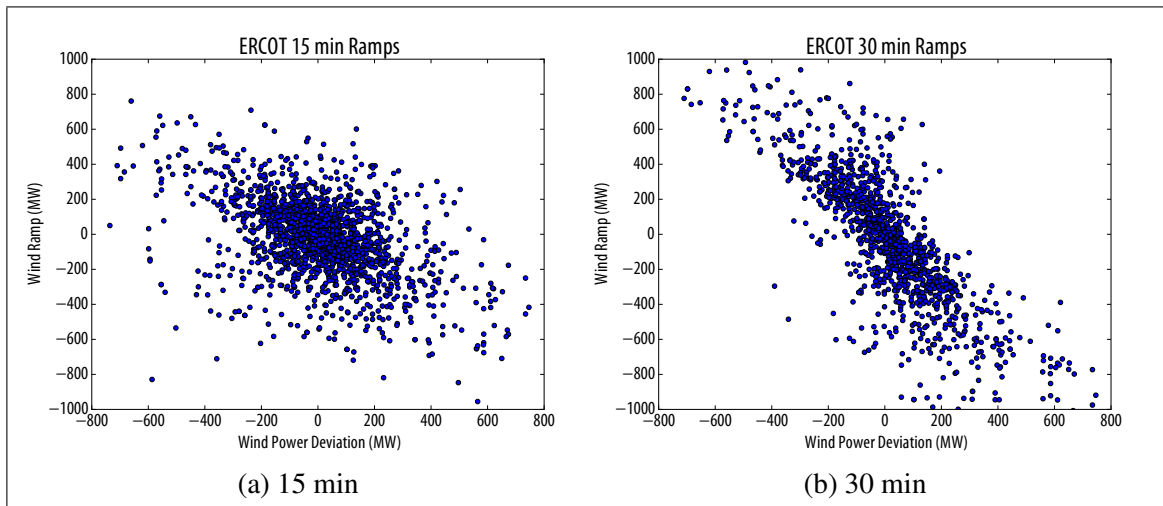 ERCOT 15 min Ramps
1000
800
600
400
200
0
−200
−400
−600
−800
−1000
−800 −600 −400 −200 0 200 400 600 800
Wind Ramp (MW)
Wind Power Deviation (MW)
(a) 15 min
ERCOT 30 min Ramps
1000
800
600
400
200
0
−200
−400
−600
−800
−1000
−800 −600 −400 −200 0 200 400 600 800
Wind Ramp (MW)
Wind Power Deviation (MW)
(b) 30 min